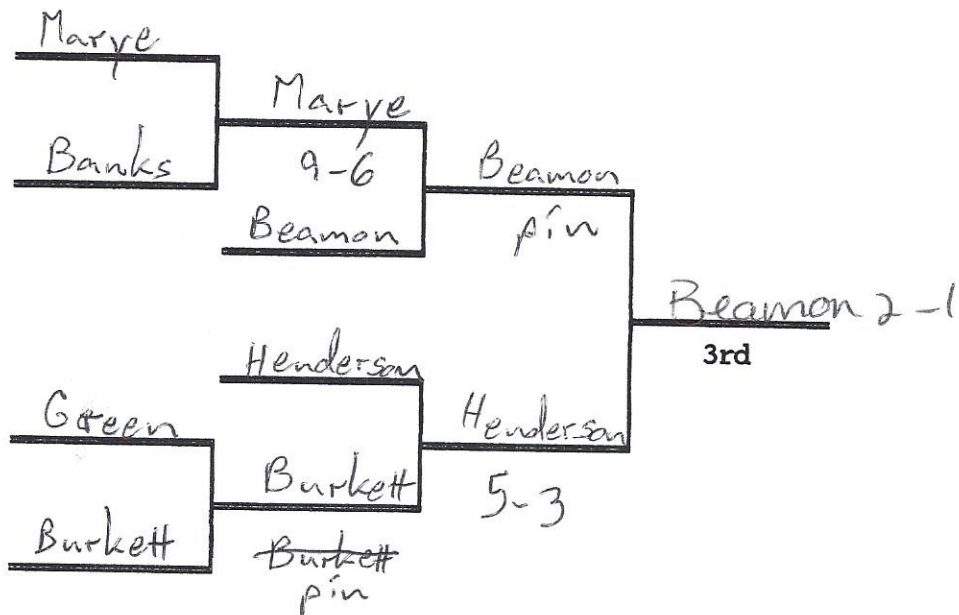 Marye
Marye
Banks
9-6
Beamon
Beamon
pin
Beamon 2-1
3rd
Henderson
Green
Henderson
Burkett
5-3
Burkett
Burkett
pin